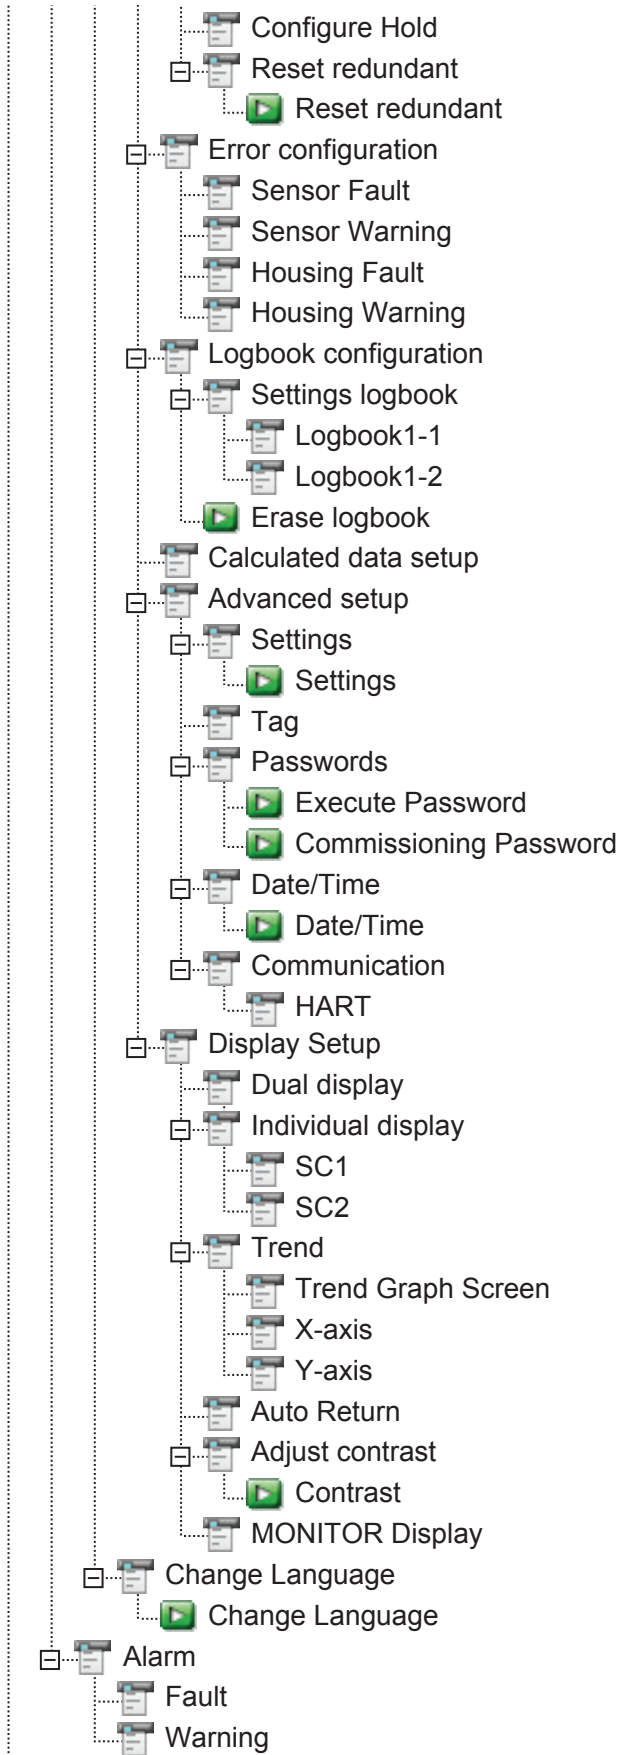 Configure Hold
Reset redundant
Reset redundant
Error configuration
Sensor Fault
Sensor Warning
Housing Fault
Housing Warning
Logbook configuration
Settings logbook
Logbook1-1
Logbook1-2
Erase logbook
Calculated data setup
Advanced setup
Settings
Settings
Tag
Passwords
Execute Password
Commissioning Password
Date/Time
Date/Time
Communication
HART
Display Setup
Dual display
Individual display
SC1
SC2
Trend
Trend Graph Screen
X-axis
Y-axis
Auto Return
Adjust contrast
Contrast
MONITOR Display
Change Language
Change Language
Alarm
Fault
Warning